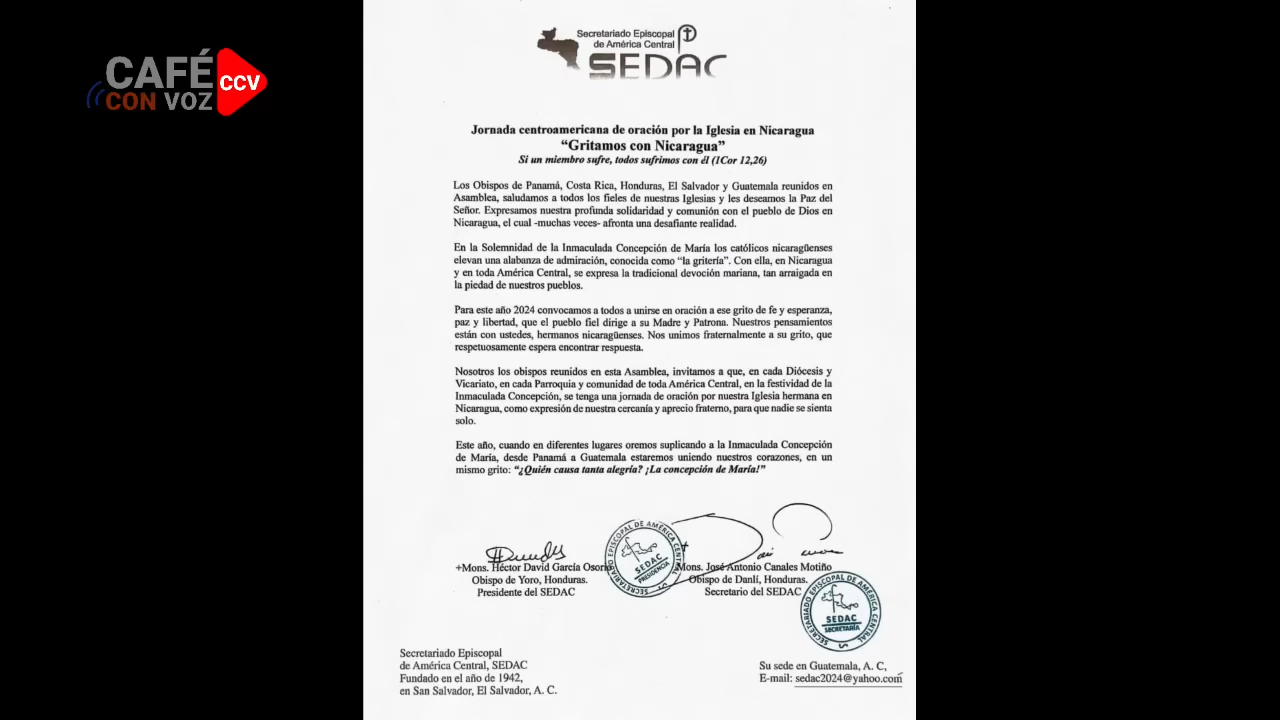 CAFÉ
CON VOZ
CCV
Secretariado Episcopal
de América Central
SEDAC
Jornada centroamericana de oración por la Iglesia en Nicaragua
“Gritamos con Nicaragua”
Si un miembro sufre, todos sufrimos con él (1Cor 12,26)
Los Obispos de Panamá, Costa Rica, Honduras, El Salvador y Guatemala reunidos en
Asamblea, saludamos a todos los fieles de nuestras Iglesias y les deseamos la Paz del
Señor. Expresamos nuestra profunda solidaridad y comunión con el pueblo de Dios en
Nicaragua, el cual -muchas veces- afronta una desafiante realidad.
En la Solemnidad de la Inmaculada Concepción de María los católicos nicaragüenses
elevan una alabanza de admiración, conocida como “la gritería”. Con ella, en Nicaragua
y en toda América Central, se expresa la tradicional devoción mariana, tan arraigada en
la piedad de nuestros pueblos.
Para este año 2024 convocamos a todos a unirse en oración a ese grito de fe y esperanza,
paz y libertad, que el pueblo fiel dirige a su Madre y Patrona. Nuestros pensamientos
están con ustedes, hermanos nicaragüenses. Nos unimos fraternalmente a su grito, que
respetuosamente espera encontrar respuesta.
Nosotros los obispos reunidos en esta Asamblea, invitamos a que, en cada Diócesis y
Vicariato, en cada Parroquia y comunidad de toda América Central, en la festividad de la
Inmaculada Concepción, se tenga una jornada de oración por nuestra Iglesia hermana en
Nicaragua, como expresión de nuestra cercanía y aprecio fraterno, para que nadie se sienta
solo.
Este año, cuando en diferentes lugares oremos suplicando a la Inmaculada Concepción
de María, desde Panamá a Guatemala estaremos uniendo nuestros corazones, en un
mismo grito: “¿Quién causa tanta alegría? ¡La concepción de María!”
+Mons. Héctor David García Osorio
Obispo de Yoro, Honduras.
Presidente del SEDAC
SECRETARIADO EPISCOPAL DE AMÉRICA CENTRAL
SEDAC
PRESIDENCIA
Mons. José Antonio Canales Motiño
Obispo de Danlí, Honduras.
Secretario del SEDAC
SECRETARIADO EPISCOPAL DE AMÉRICA CENTRAL
SEDAC
SECRETARÍA
Secretariado Episcopal
de América Central, SEDAC
Fundado en el año de 1942,
en San Salvador, El Salvador, A. C.
Su sede en Guatemala, A. C,
E-mail: sedac2024@yahoo.com